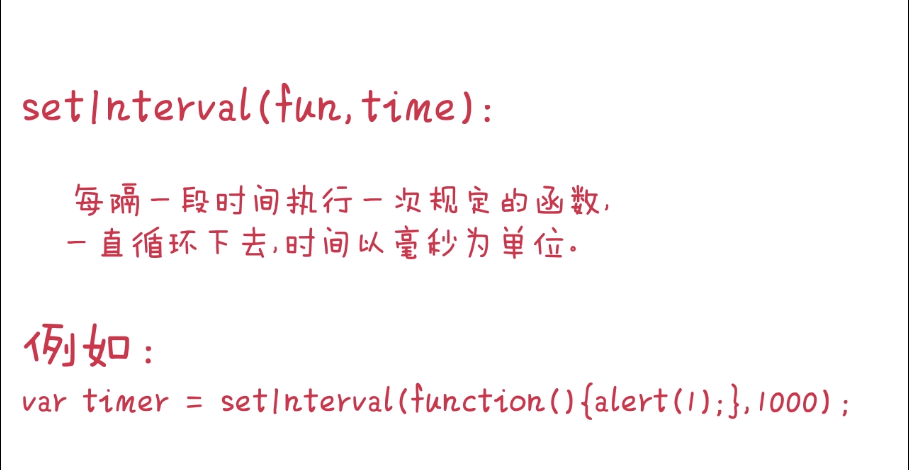 setInterval(fun,time):
每隔一段时间执行一次规定的函数,
一直循环下去,时间以毫秒为单位。
例如:
var timer = setInterval(function(){alert(1);},1000);